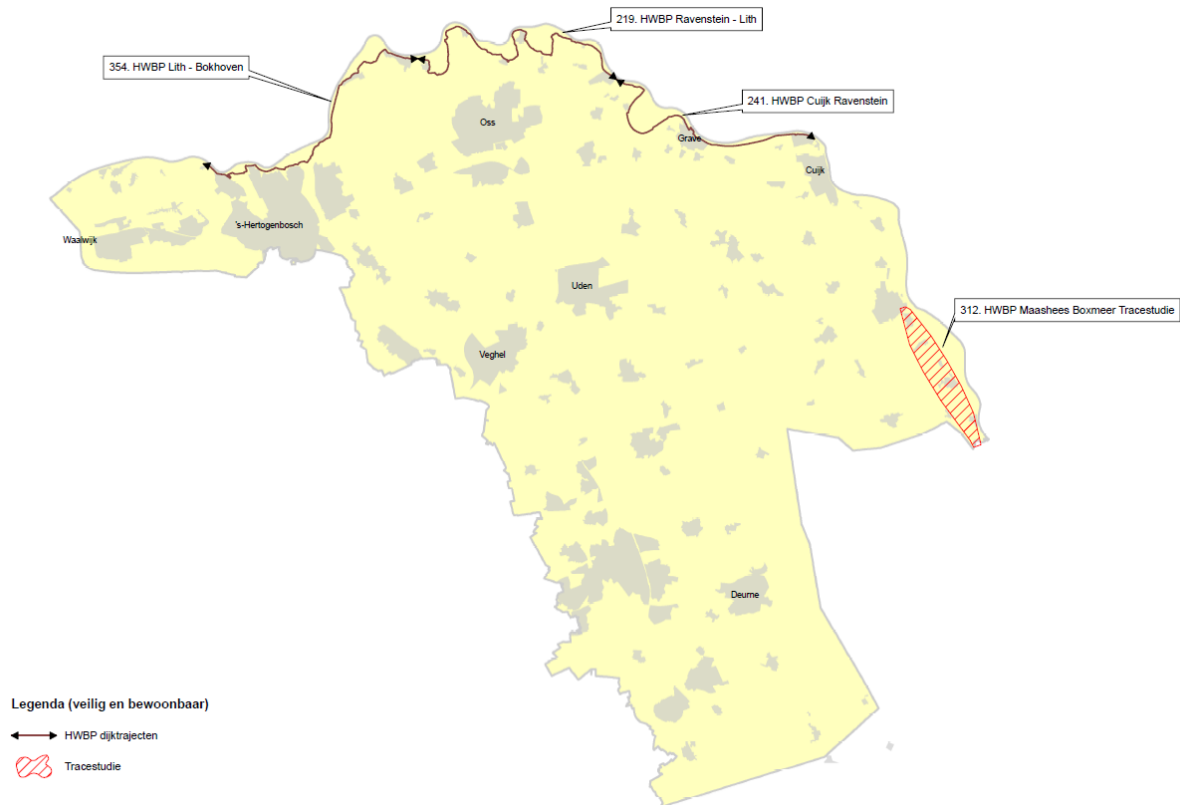 219. HWBP Ravenstein - Lith
354. HWBP Lith - Bokhoven
241. HWBP Cuijk Ravenstein
Oss
Grave
Cuijk
's-Hertogenbosch
Waalwijk
Uden
312. HWBP Maashees Boxmeer Tracestudie
Veghel
Deurne
Legenda (veilig en bewoonbaar)
HWBP dijktrajecten
Tracestudie